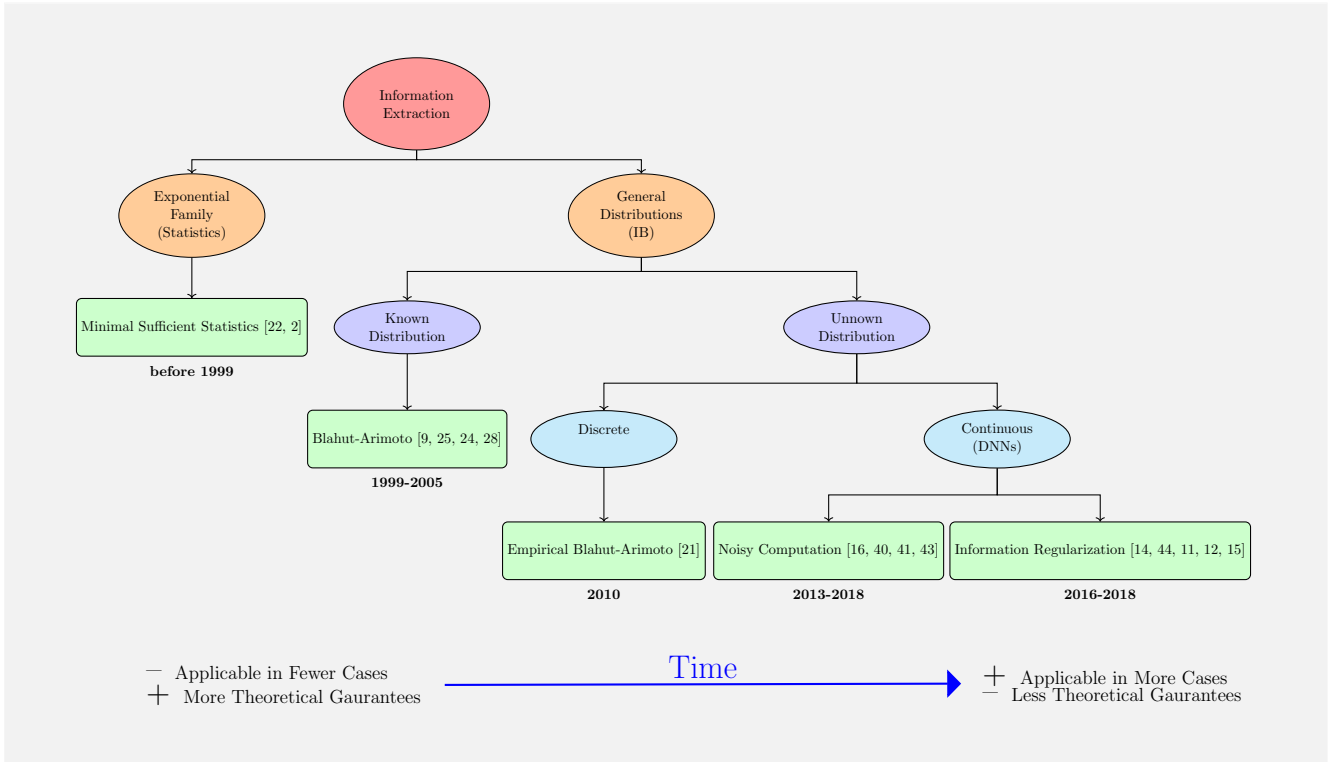 Information
Extraction
Exponential
Family
(Statistics)
General
Distributions
(IB)
Minimal Sufficient Statistics [22, 2]
before 1999
Known
Distribution
Unnown
Distribution
Blahut-Arimoto [9, 25, 24, 28]
1999-2005
Discrete
Continuous
(DNNs)
Empirical Blahut-Arimoto [21]
2010
Noisy Computation [16, 40, 41, 43]
2013-2018
Information Regularization [14, 44, 11, 12, 15]
2016-2018
− Applicable in Fewer Cases
+ More Theoretical Gaurantees
Time
+ Applicable in More Cases
− Less Theoretical Gaurantees